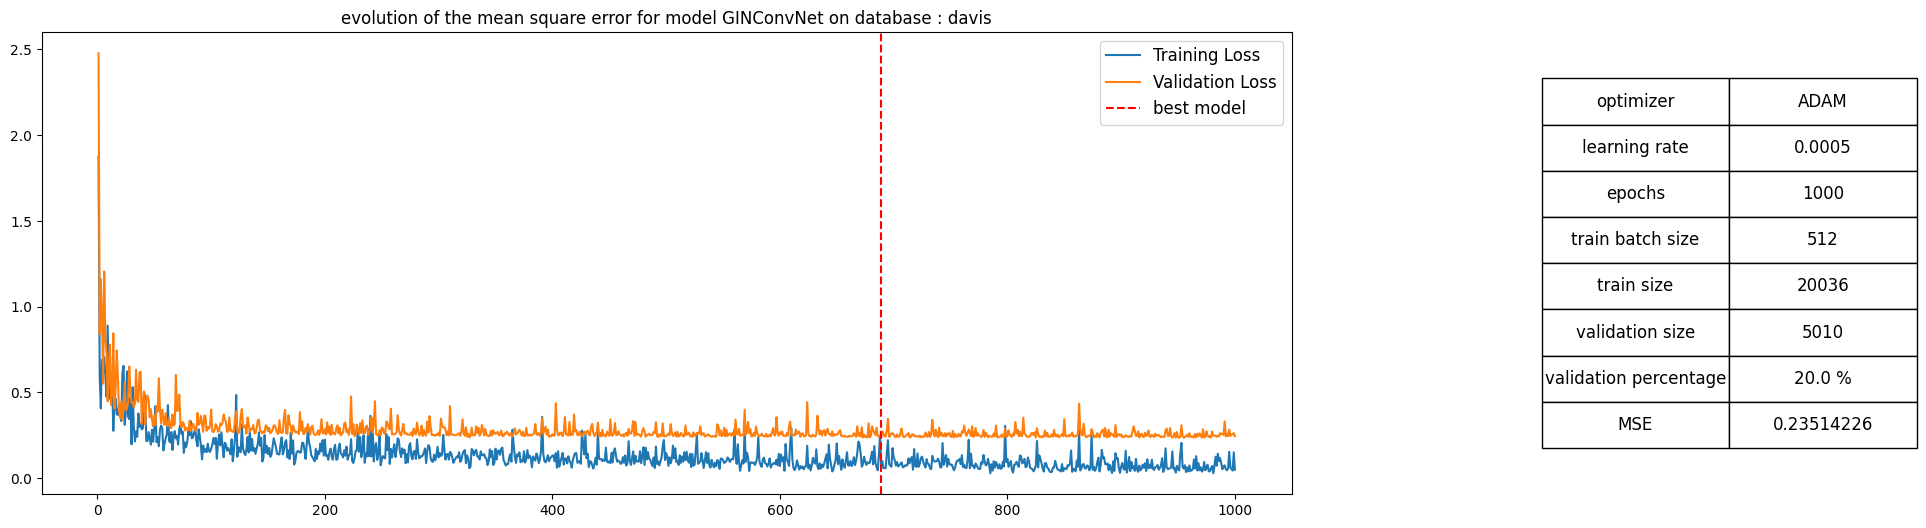 evolution of the mean square error for model GINConvNet on database : davis
2.5
2.0
1.5
1.0
0.5
0.0
0
200
400
600
800
1000
Training Loss
Validation Loss
best model
optimizer ADAM
learning rate 0.0005
epochs 1000
train batch size 512
train size 20036
validation size 5010
validation percentage 20.0 %
MSE 0.23514226